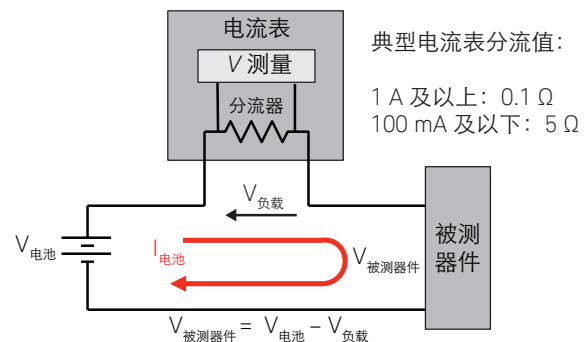 电流表
V 测量
分流器
典型电流表分流值：
1 A 及以上：0.1 Ω
100 mA 及以下：5 Ω
V负载
V电池
I电池
V被测器件
被测
器件
V被测器件 = V电池 – V负载